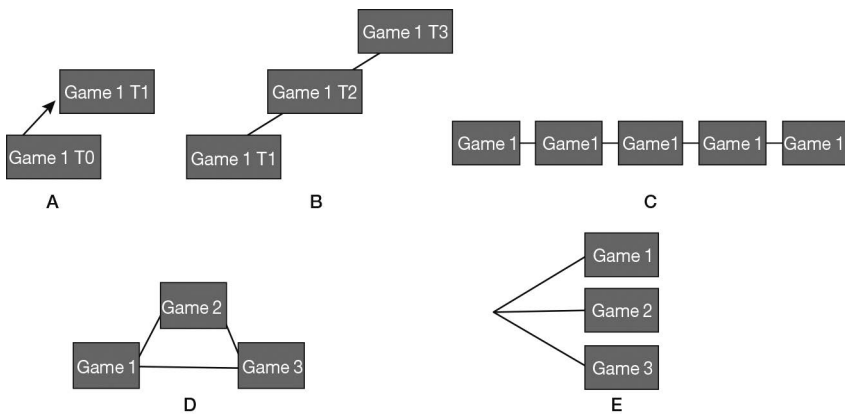 Game 1 T1
Game 1 T0
A
Game 1 T3
Game 1 T2
Game 1 T1
B
Game 1
Game1
Game1
Game 1
Game 1
C
Game 2
Game 1
Game 3
D
Game 1
Game 2
Game 3
E